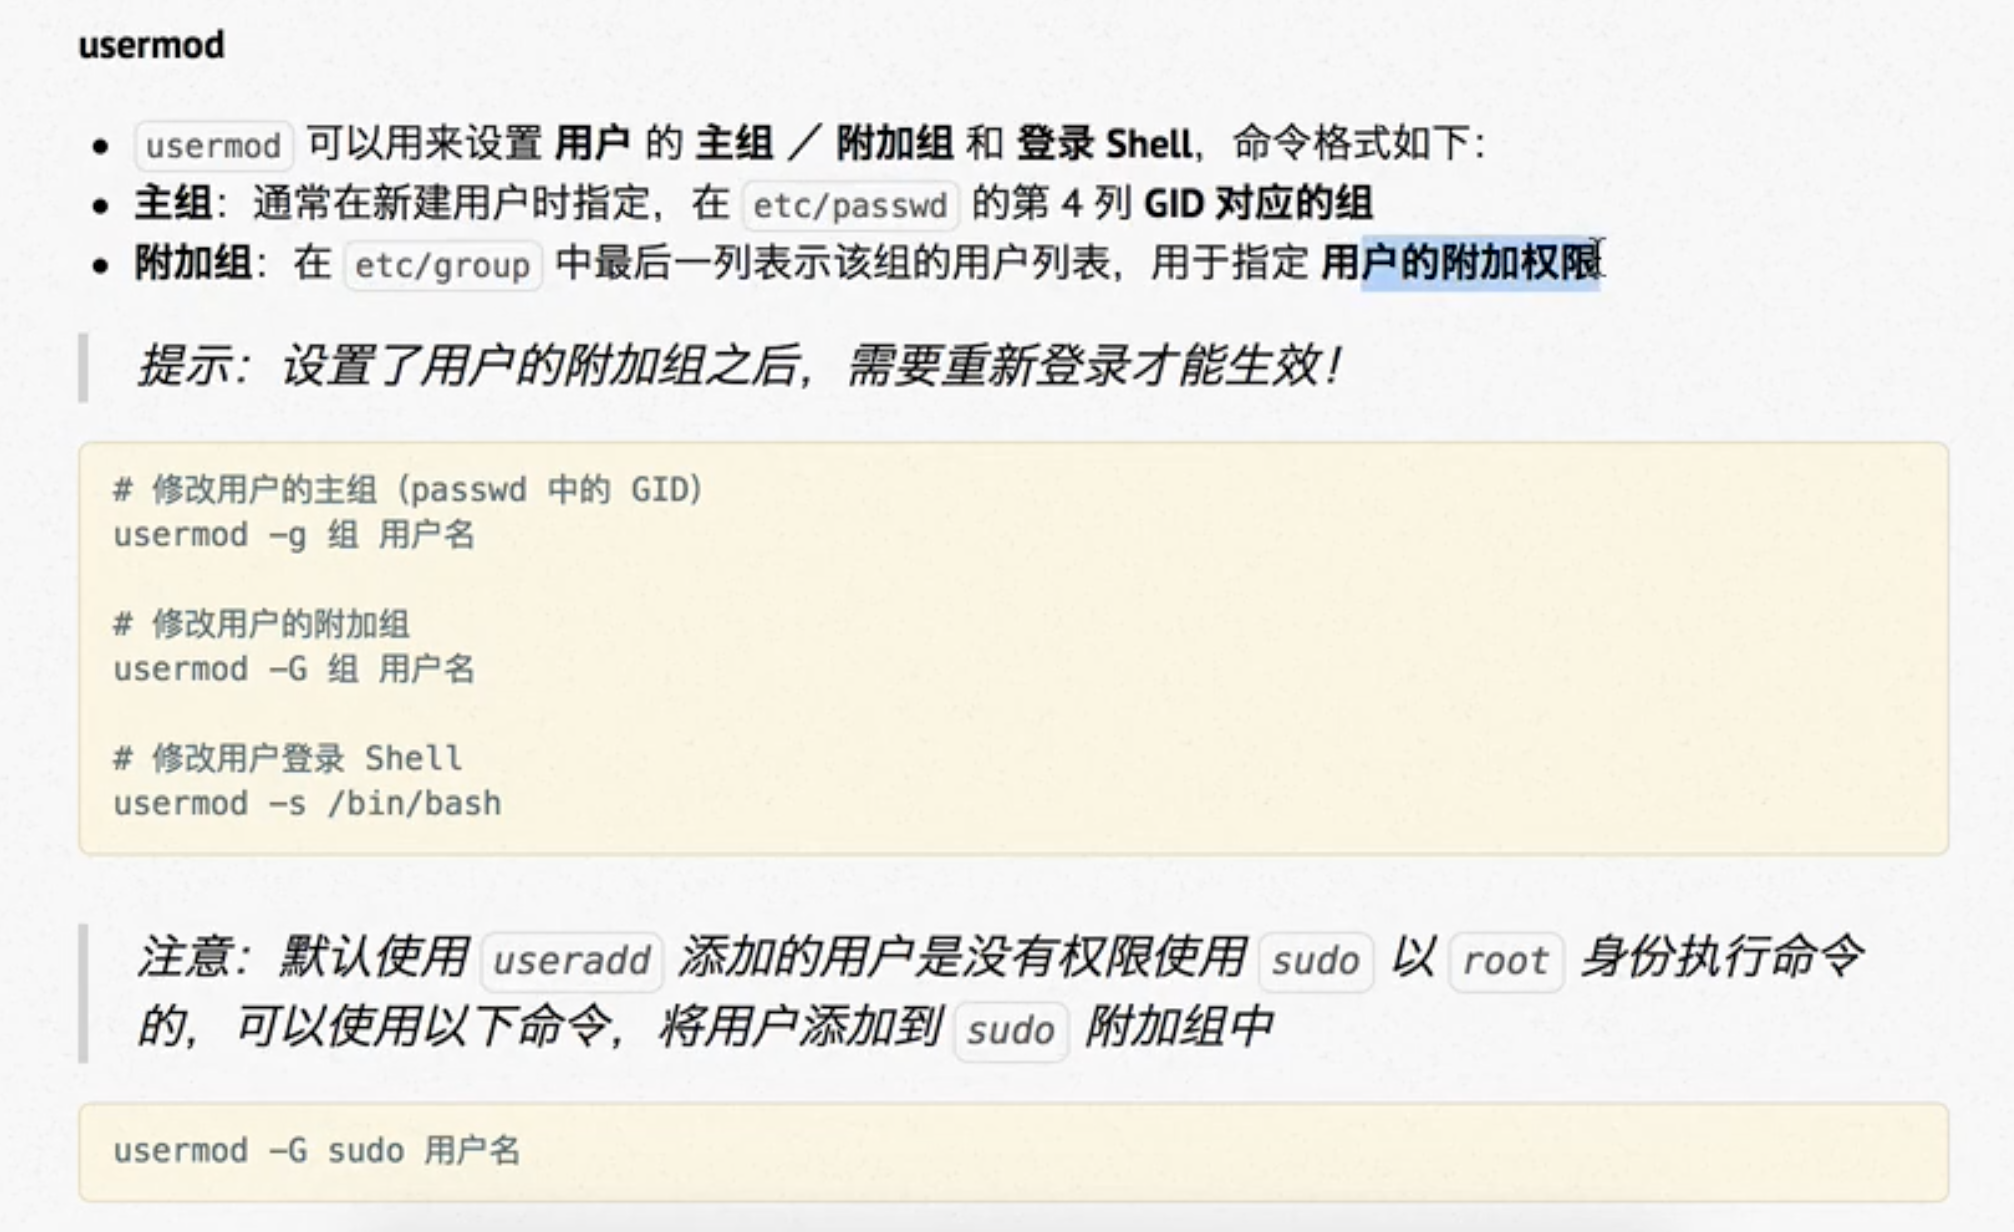 usermod
• usermod 可以用来设置 用户 的 主组 ／ 附加组 和 登录 Shell，命令格式如下：
• 主组：通常在新建用户时指定，在 etc/passwd 的第 4 列 GID 对应的组
• 附加组：在 etc/group 中最后一列表示该组的用户列表，用于指定 用户的附加权限
提示：设置了用户的附加组之后，需要重新登录才能生效！
# 修改用户的主组（passwd 中的 GID）
usermod -g 组 用户名
# 修改用户的附加组
usermod -G 组 用户名
# 修改用户登录 Shell
usermod -s /bin/bash
注意：默认使用 useradd 添加的用户是没有权限使用 sudo 以 root 身份执行命令
的，可以使用以下命令，将用户添加到 sudo 附加组中
usermod -G sudo 用户名